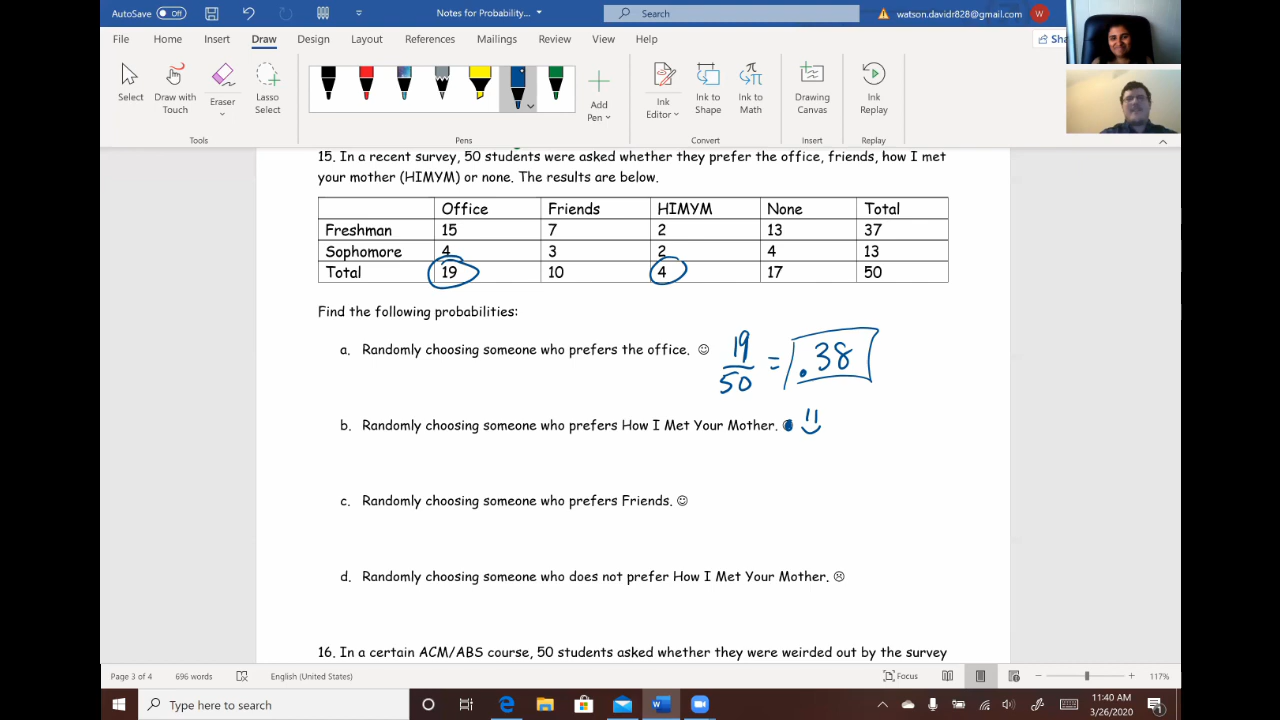 AutoSave Off Notes for Probability... Search watson.davidr828@gmail.com W
File Home Insert Draw Design Layout References Mailings Review View Help Sha
Select Draw with Touch Eraser Lasso Select Add Pen Ink Editor Ink to Shape Ink to Math Drawing Canvas Ink Replay
Tools Pens Convert Insert Replay
15. In a recent survey, 50 students were asked whether they prefer the office, friends, how I met
your mother (HIMYM) or none. The results are below.
Office Friends HIMYM None Total
Freshman 15 7 2 13 37
Sophomore 4 3 2 4 13
Total 19 10 4 17 50
Find the following probabilities:
a. Randomly choosing someone who prefers the office. ☺ 19/50 = .38
b. Randomly choosing someone who prefers How I Met Your Mother.
c. Randomly choosing someone who prefers Friends. ☺
d. Randomly choosing someone who does not prefer How I Met Your Mother. ☹
16. In a certain ACM/ABS course, 50 students asked whether they were weirded out by the survey
Page 3 of 4 696 words English (United States) Focus 117%
Type here to search 11:40 AM
3/26/2020 1